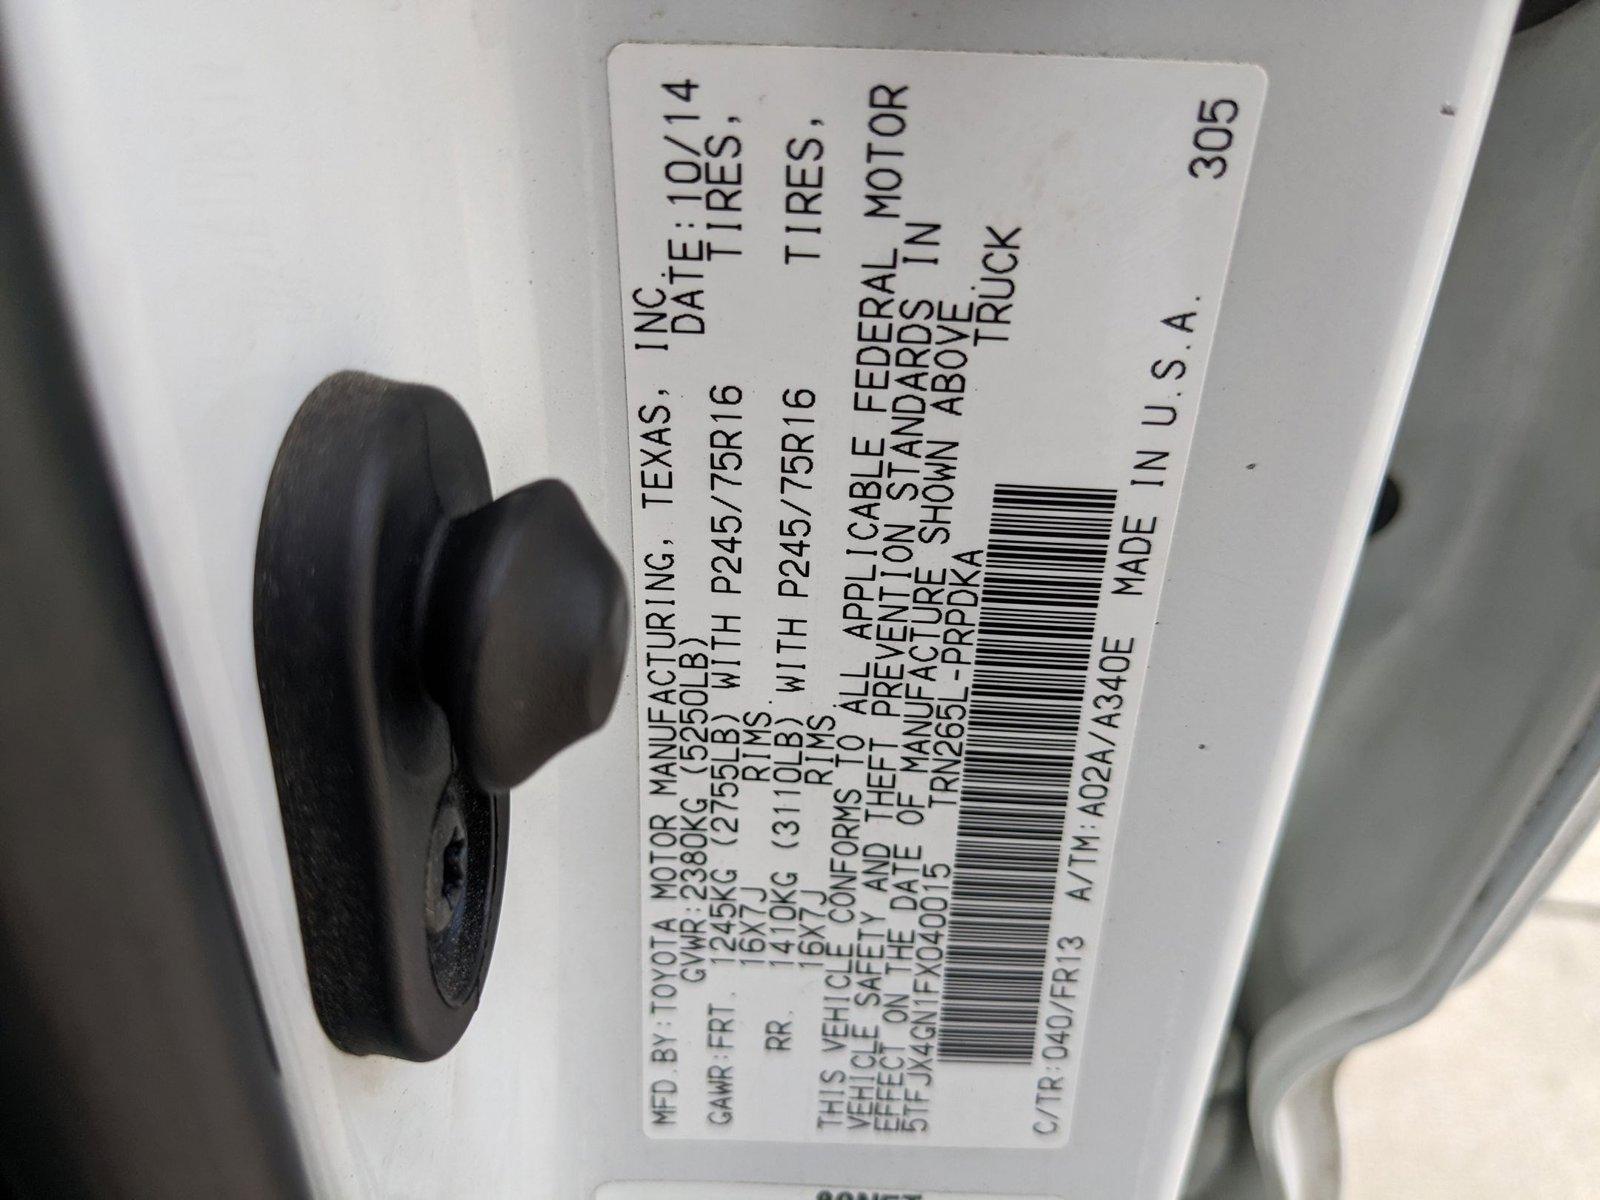 MFD.BY:TOYOTA MOTOR MANUFACTURING, TEXAS, INC.
GVWR:2380KG (5250LB) DATE:10/14
GAWR:FRT. 1245KG (2755LB) WITH P245/75R16 TIRES,
16X7J RIMS.
RR. 1410KG (3110LB) WITH P245/75R16 TIRES,
16X7J RIMS.
THIS VEHICLE CONFORMS TO ALL APPLICABLE FEDERAL MOTOR
VEHICLE SAFETY AND THEFT PREVENTION STANDARDS IN
EFFECT ON THE DATE OF MANUFACTURE SHOWN ABOVE.
5TFJX4GN1FX040015 TRN265L-PRPDKA TRUCK
C/TR:040/FR13 A/TM:A02A/A340E MADE IN U.S.A. 305